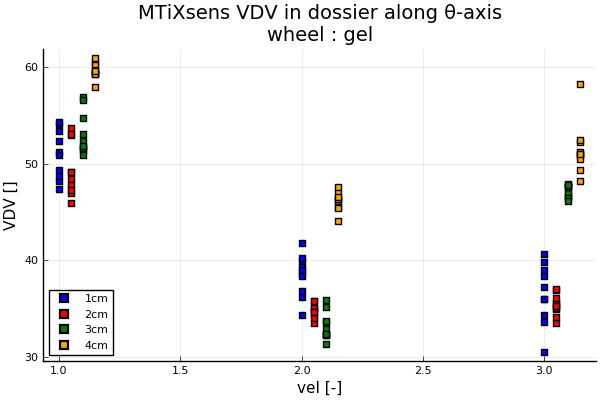 MTiXsens VDV in dossier along θ-axis
wheel : gel
VDV []
60
50
40
30
1cm
2cm
3cm
4cm
1.0
1.5
2.0
2.5
3.0
vel [-]